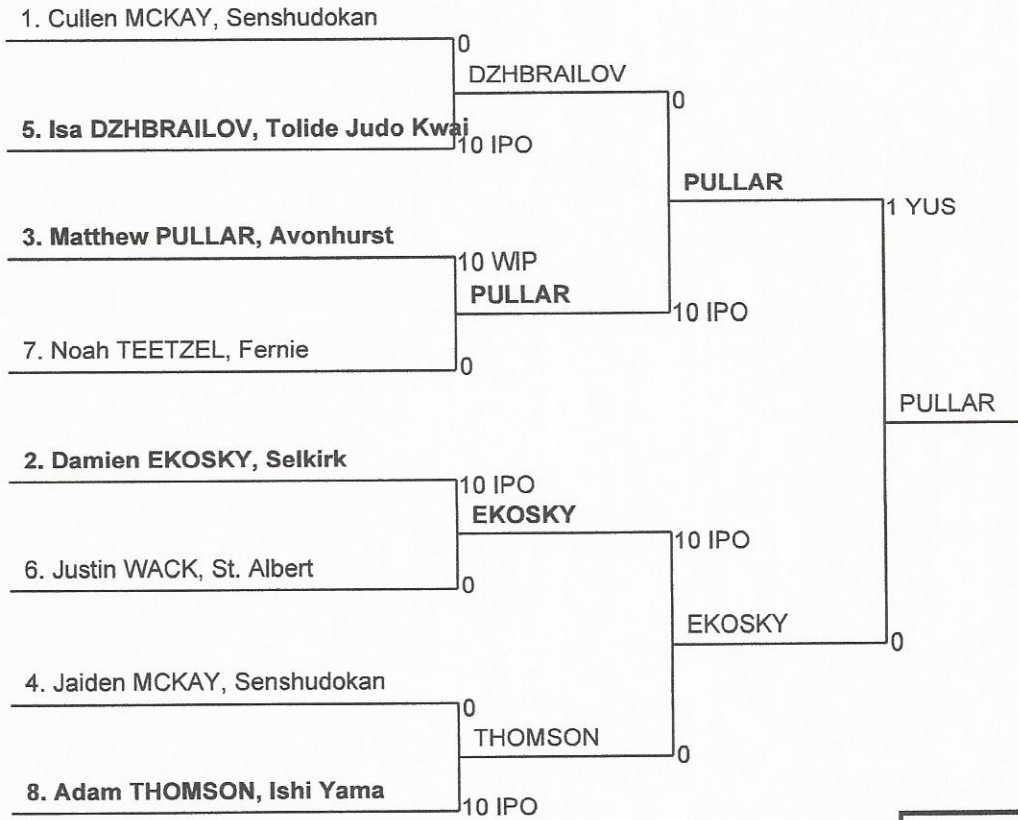 1. Cullen MCKAY, Senshudokan
0
DZHBRAILOV
0
5. Isa DZHBRAILOV, Tolide Judo Kwai
10 IPO
PULLAR
1 YUS
3. Matthew PULLAR, Avonhurst
10 WIP
PULLAR
10 IPO
7. Noah TEETZEL, Fernie
0
PULLAR
2. Damien EKOSKY, Selkirk
10 IPO
EKOSKY
10 IPO
6. Justin WACK, St. Albert
0
EKOSKY
0
4. Jaiden MCKAY, Senshudokan
0
THOMSON
0
8. Adam THOMSON, Ishi Yama
10 IPO